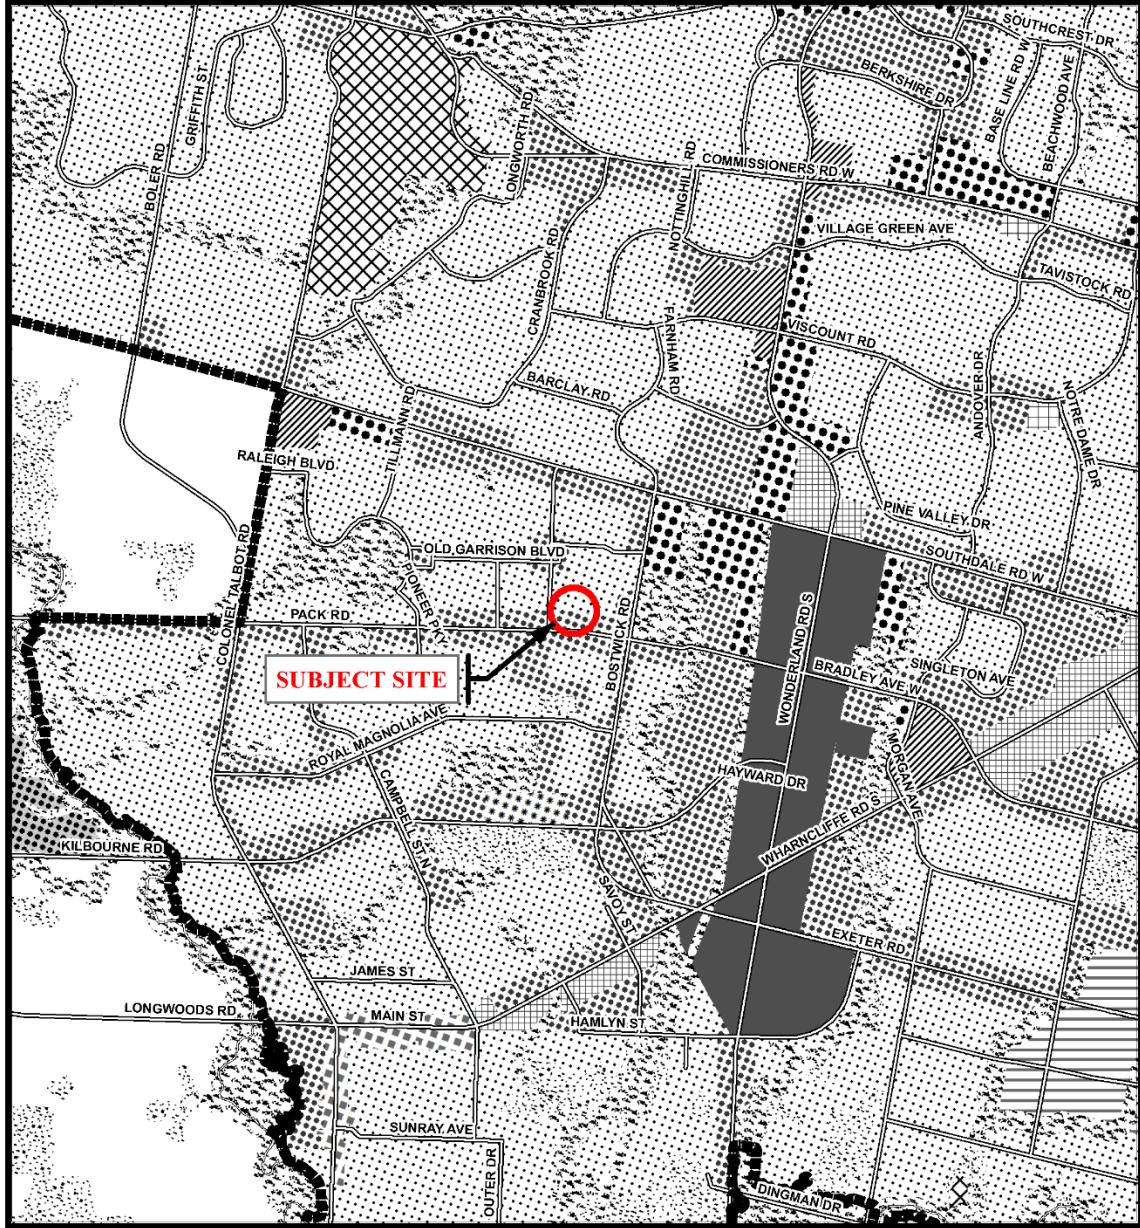 SOUTHCREST DR
BERKSHIRE DR
BASE LINE RD W
BEACHWOOD AVE
GRIFFITH ST
BOLER RD
LONGWORTH RD
NOTTINGHILL RD
COMMISSIONERS RD W
VILLAGE GREEN AVE
CRANBROOK RD
TAVISTOCK RD
FARNHAM RD
VISCOUNT RD
BARCLAY RD
ANDOVER DR
NOTRE DAME DR
TILLMANN RD
RALEIGH BLVD
PINE VALLEY DR
OLD GARRISON BLVD
SOUTHDALE RD W
COLONEL TALBOT RD
PIONEER PKY
PACK RD
BOSTWICK RD
WONDERLAND RD S
SUBJECT SITE
BRADLEY AVE W
SINGLETON AVE
ROYAL MAGNOLIA AVE
MORGAN AVE
HAYWARD DR
CAMPBELL ST N
WHARNCLIFFE RD S
KILBOURNE RD
SAVOY ST
EXETER RD
JAMES ST
LONGWOODS RD
MAIN ST
HAMLYN ST
SUNRAY AVE
OUTER DR
DINGMAN DR